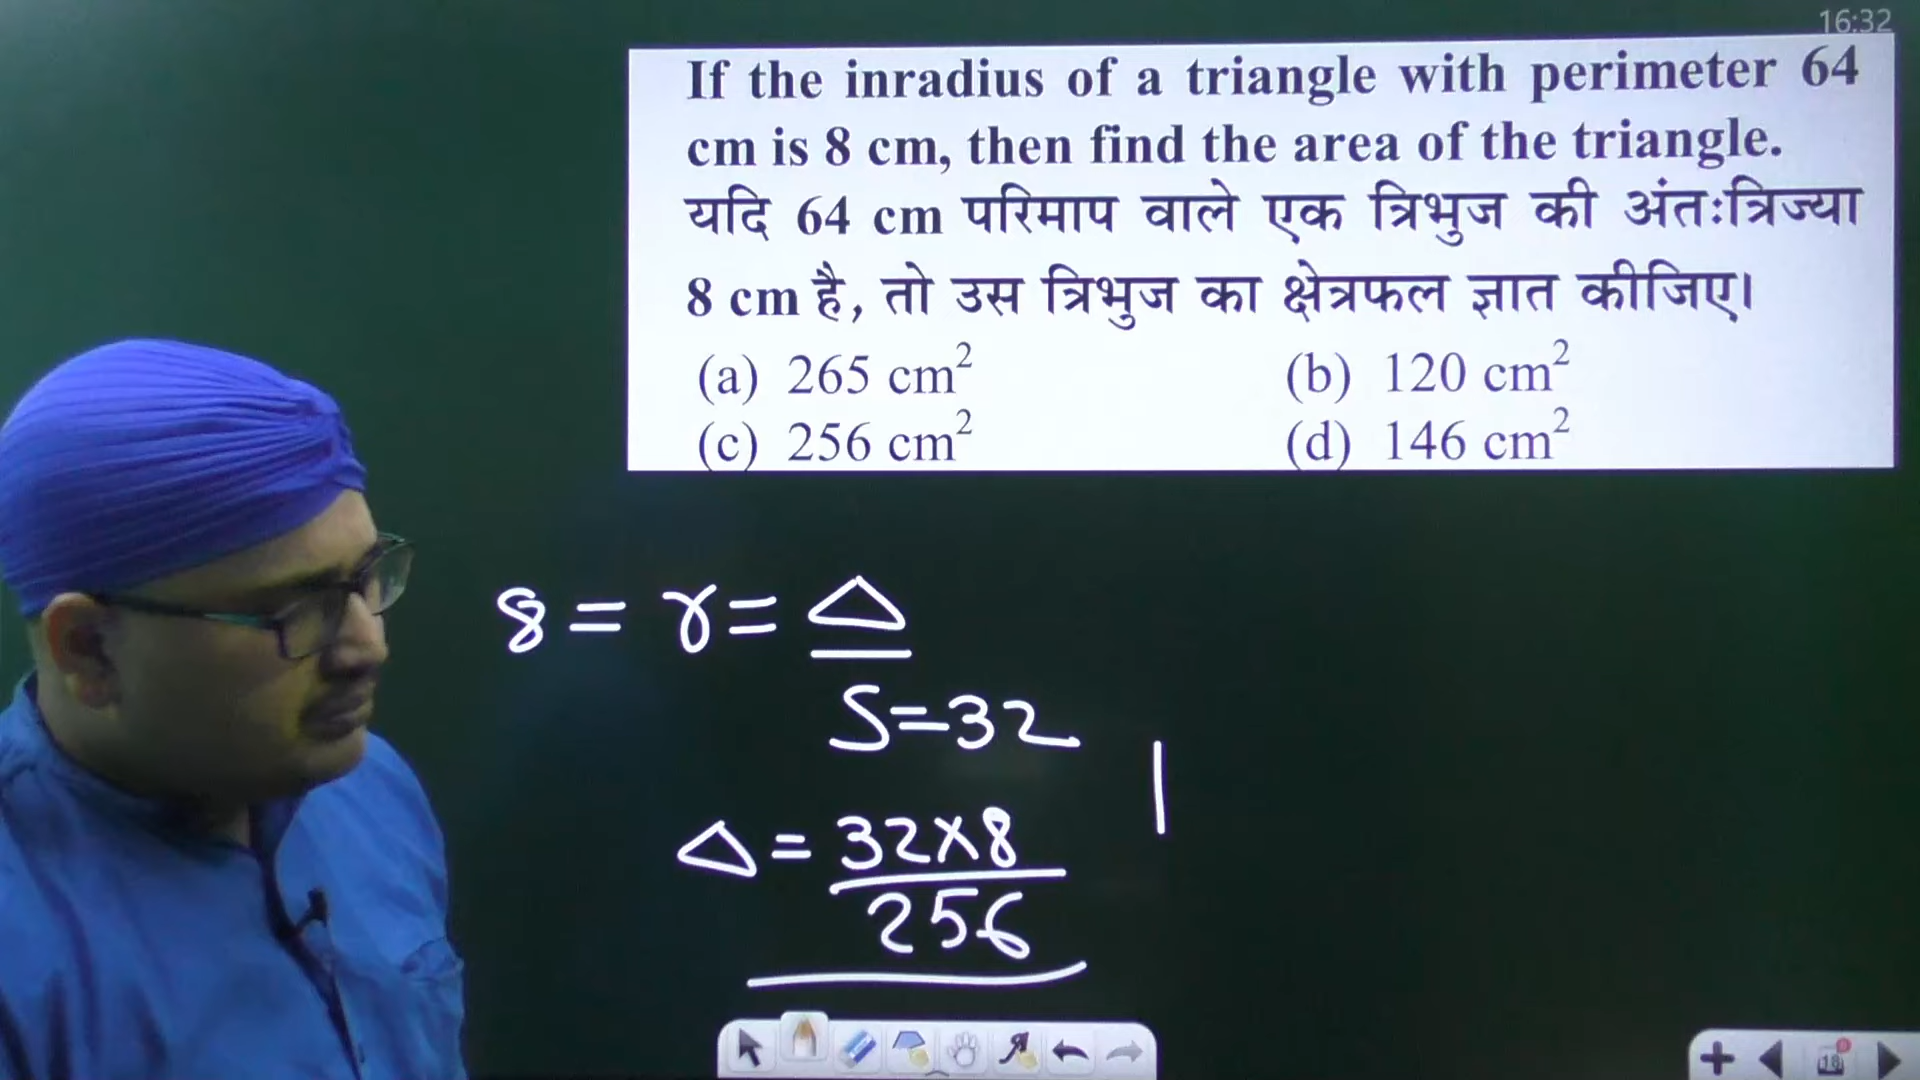 16:32
If the inradius of a triangle with perimeter 64
cm is 8 cm, then find the area of the triangle.
यदि 64 cm परिमाप वाले एक त्रिभुज की अंतःत्रिज्या
8 cm है, तो उस त्रिभुज का क्षेत्रफल ज्ञात कीजिए।
(a) 265 cm² (b) 120 cm²
(c) 256 cm² (d) 146 cm²
8 = r = △
S=32
△ = 32×8
256
18